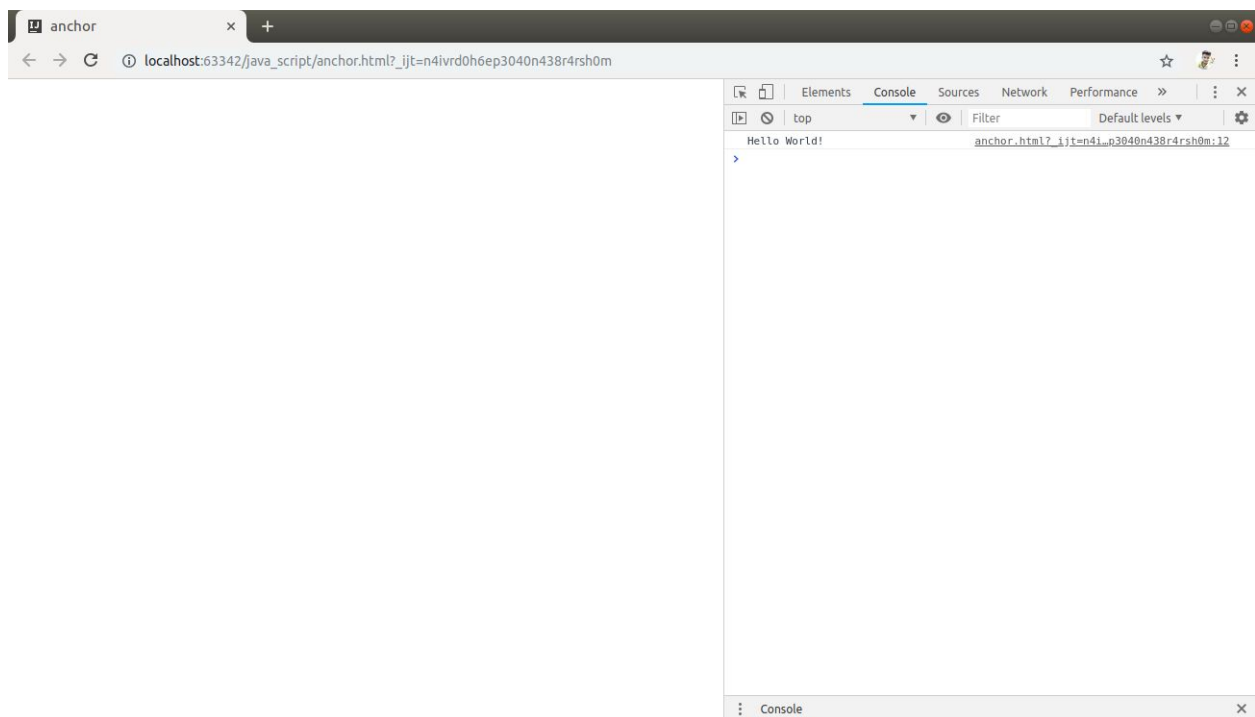 anchor
localhost:63342/java_script/anchor.html?_ijt=n4ivrd0h6ep3040n438r4rsh0m
Elements Console Sources Network Performance »
top Filter Default levels
Hello World! anchor.html?_ijt=n4i…p3040n438r4rsh0m:12
Console